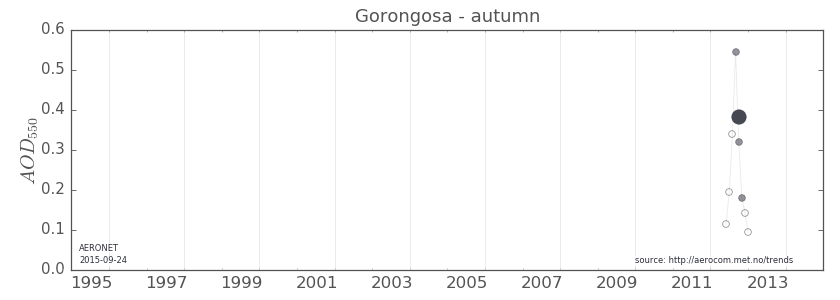 Gorongosa - autumn
0.6
0.5
0.4
0.3
0.2
0.1
0.0
AOD550
AERONET
2015-09-24
source: http://aerocom.met.no/trends
1995 1997 1999 2001 2003 2005 2007 2009 2011 2013